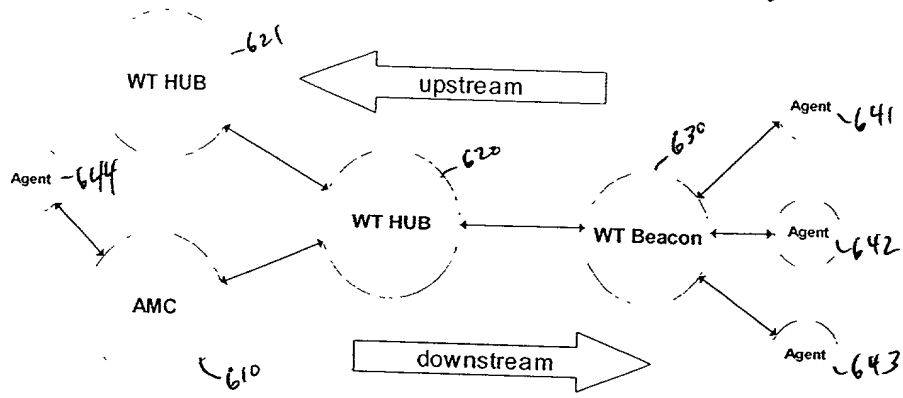 621
WT HUB
upstream
Agent
641
Agent
644
620
630
WT HUB
WT Beacon
Agent
642
AMC
610
downstream
Agent
643